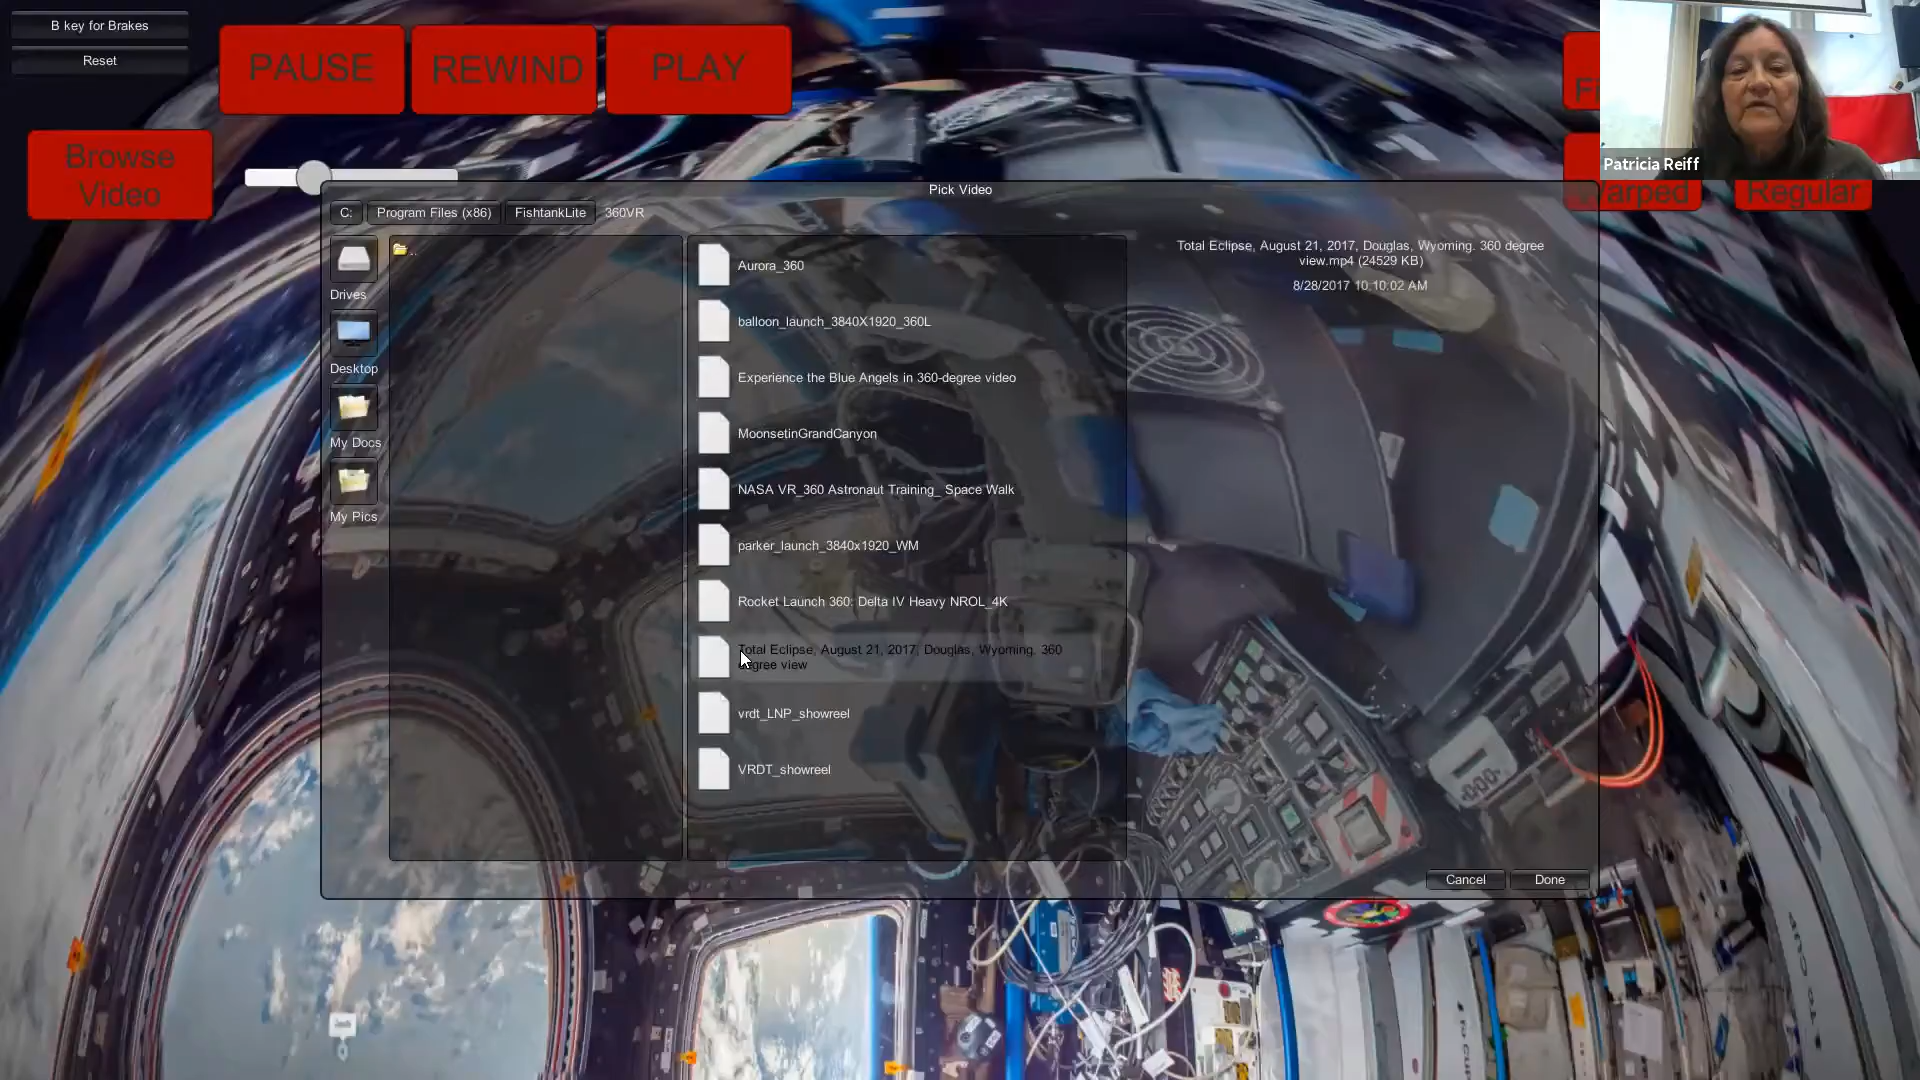 B key for Brakes
Reset
PAUSE
REWIND
PLAY
Browse
Video
Warped
Regular
Patricia Reiff
Pick Video
C:
Program Files (x86)
FishtankLite
360VR
Drives
Desktop
My Docs
My Pics
..
Aurora_360
balloon_launch_3840X1920_360L
Experience the Blue Angels in 360-degree video
MoonsetinGrandCanyon
NASA VR_360 Astronaut Training_ Space Walk
parker_launch_3840x1920_WM
Rocket Launch 360: Delta IV Heavy NROL_4K
Total Eclipse, August 21, 2017, Douglas, Wyoming. 360
degree view
vrdt_LNP_showreel
VRDT_showreel
Total Eclipse, August 21, 2017, Douglas, Wyoming. 360 degree
view.mp4 (24529 KB)
8/28/2017 10:10:02 AM
Cancel
Done